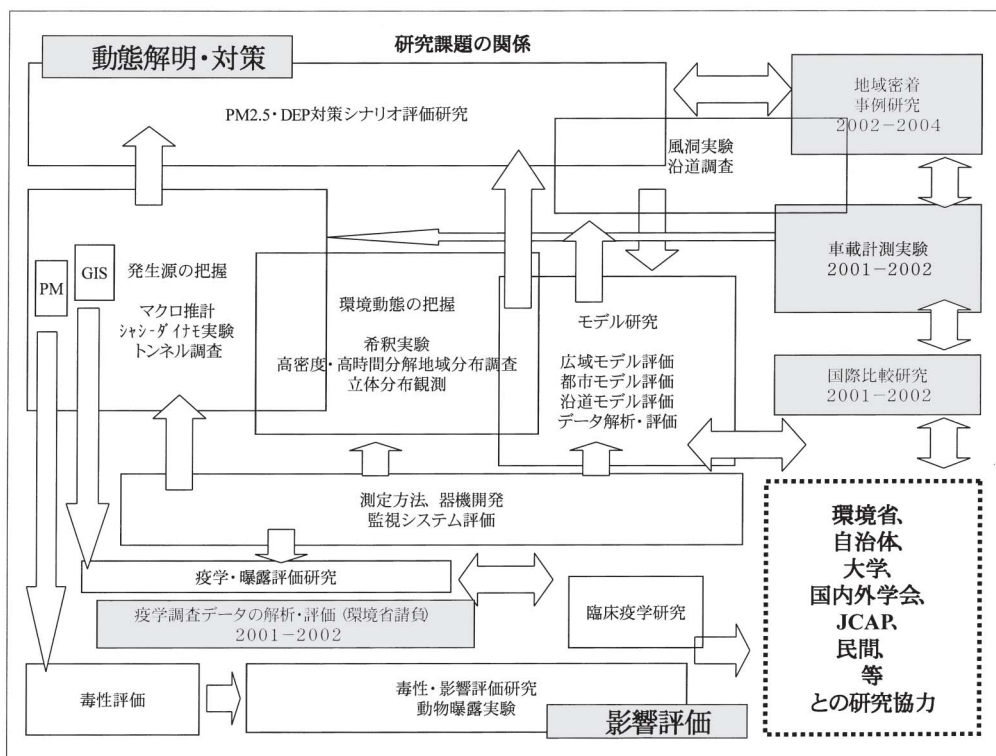 研究課題の関係
動態解明・対策
PM2.5・DEP対策シナリオ評価研究
地域密着
事例研究
2002－2004
風洞実験
沿道調査
車載計測実験
2001－2002
PM
GIS
発生源の把握
マクロ推計
ｼｬｼｰﾀﾞｲﾅﾓ実験
トンネル調査
環境動態の把握
希釈実験
高密度・高時間分解地域分布調査
立体分布観測
モデル研究
広域モデル評価
都市モデル評価
沿道モデル評価
データ解析・評価
国際比較研究
2001－2002
測定方法、器機開発
監視システム評価
疫学・曝露評価研究
疫学調査データの解析・評価（環境省請負）
2001－2002
臨床疫学研究
環境省、
自治体、
大学、
国内外学会、
JCAP、
民間、
等
との研究協力
毒性評価
毒性・影響評価研究
動物曝露実験
影響評価